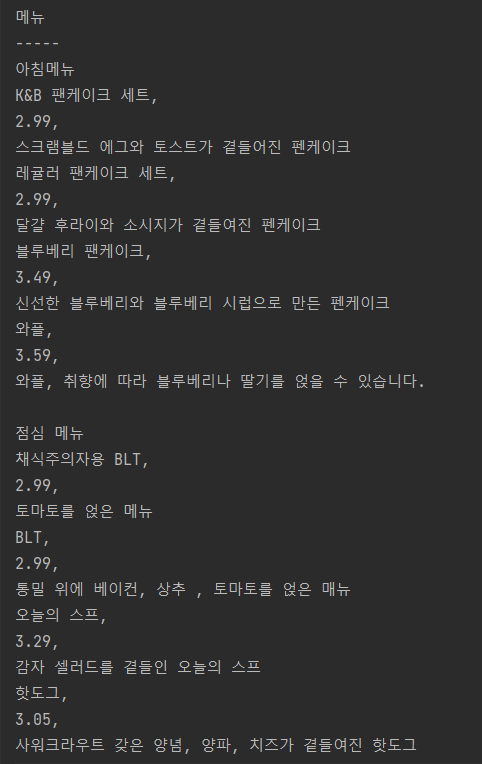 메뉴
-----
아침메뉴
K&B 팬케이크 세트,
2.99,
스크램블드 에그와 토스트가 곁들어진 펜케이크
레귤러 팬케이크 세트,
2.99,
달걀 후라이와 소시지가 곁들여진 펜케이크
블루베리 팬케이크,
3.49,
신선한 블루베리와 블루베리 시럽으로 만든 펜케이크
와플,
3.59,
와플, 취향에 따라 블루베리나 딸기를 얹을 수 있습니다.

점심 메뉴
채식주의자용 BLT,
2.99,
토마토를 얹은 메뉴
BLT,
2.99,
통밀 위에 베이컨, 상추 , 토마토를 얹은 매뉴
오늘의 스프,
3.29,
감자 셀러드를 곁들인 오늘의 스프
핫도그,
3.05,
사워크라우트 갖은 양념, 양파, 치즈가 곁들여진 핫도그